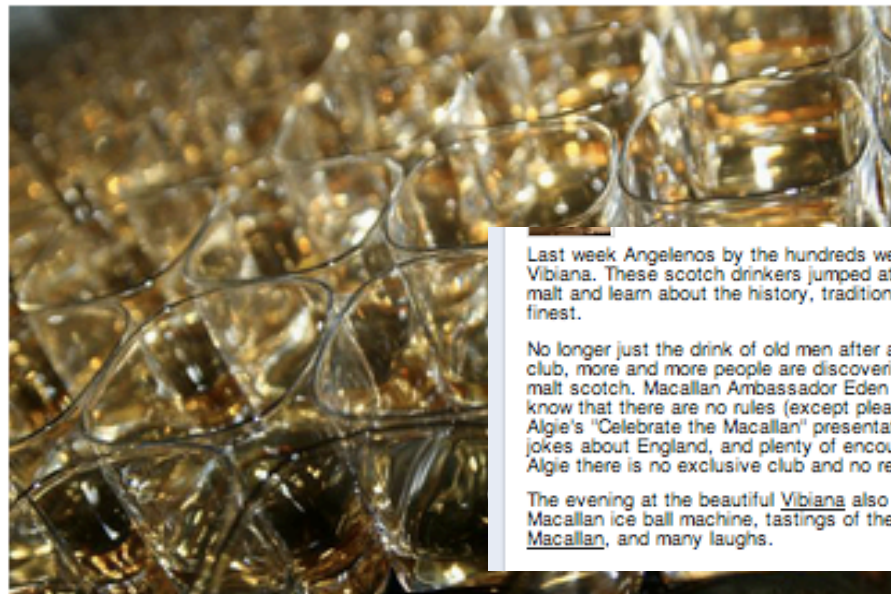 Last week Angelenos by the hundreds we
Vibiana. These scotch drinkers jumped at
malt and learn about the history, tradition
finest.
No longer just the drink of old men after a
club, more and more people are discoveri
malt scotch. Macallan Ambassador Eden
know that there are no rules (except plea
Algie's "Celebrate the Macallan" presenta
jokes about England, and plenty of encou
Algie there is no exclusive club and no re
The evening at the beautiful Vibiana also
Macallan ice ball machine, tastings of the
Macallan, and many laughs.